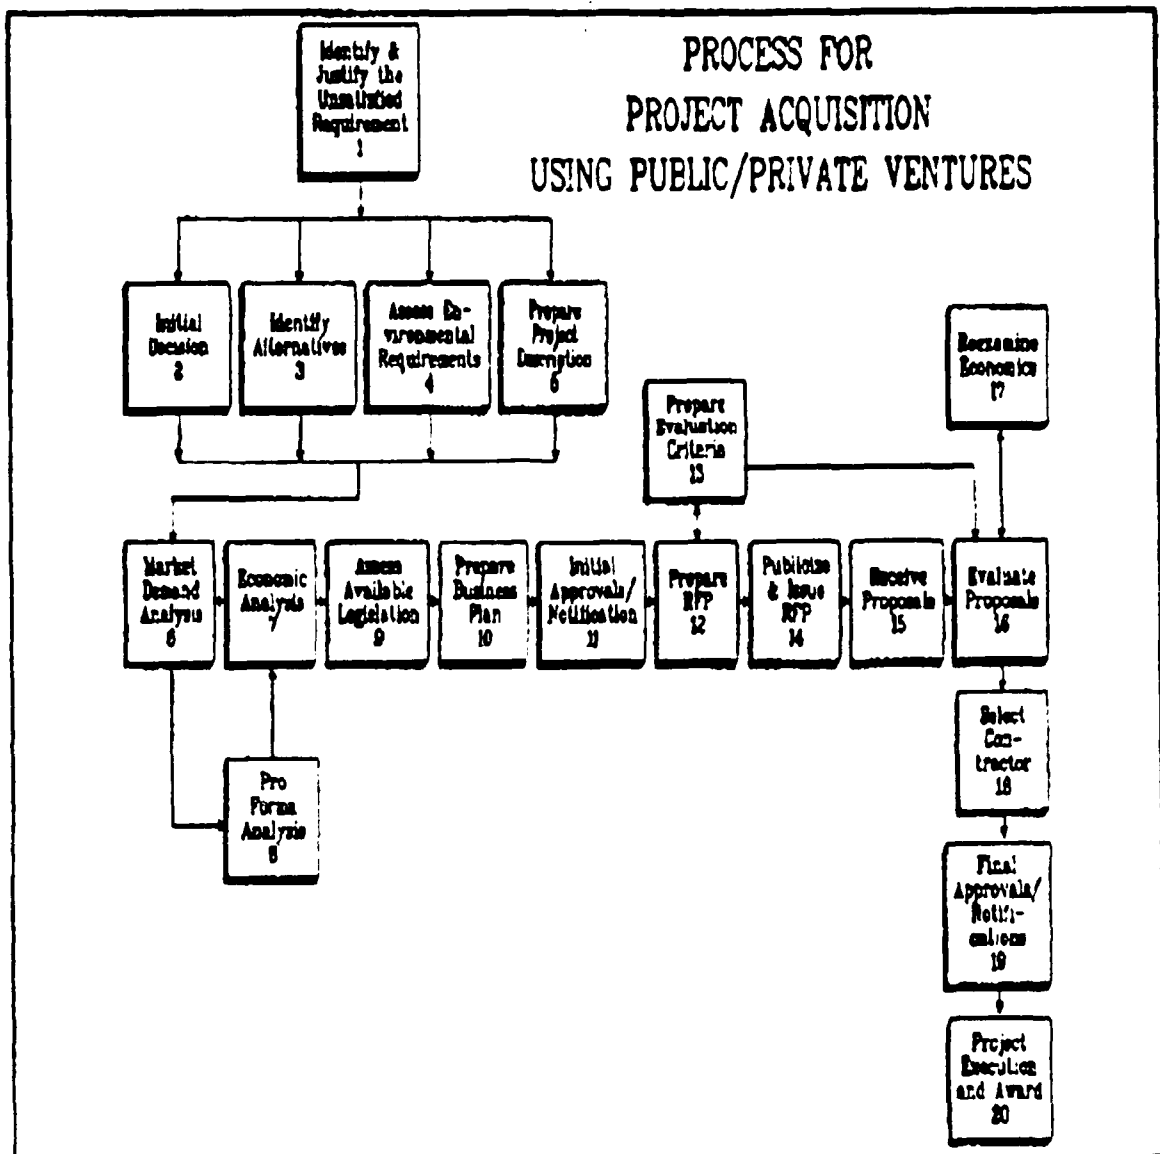 PROCESS FOR
PROJECT ACQUISITION
USING PUBLIC/PRIVATE VENTURES
Identify &
Justify the
Unsatisfied
Requirement
1
Initial
Decision
2
Identify
Alternatives
3
Assess En-
vironmental
Requirements
4
Prepare
Project
Description
5
Reexamine
Economics
17
Prepare
Evaluation
Criteria
13
Market
Demand
Analysis
6
Economic
Analysis
7
Assess
Available
Legislation
9
Prepare
Business
Plan
10
Initial
Approvals/
Notification
11
Prepare
RFP
12
Publicize
& Issue
RFP
14
Receive
Proposals
15
Evaluate
Proposals
16
Pro
Forma
Analysis
8
Select
Con-
tractor
18
Final
Approvals/
Notifi-
cations
19
Project
Execution
and Award
20